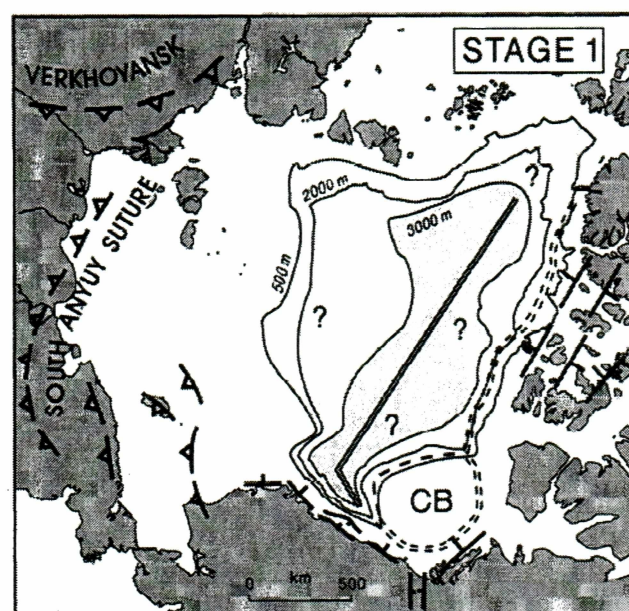 STAGE 1
VERKHOYANSK
SOUTH ANYUY SUTURE
2000 m
3000 m
500 m
?
?
?
?
CB
H
km
0 500